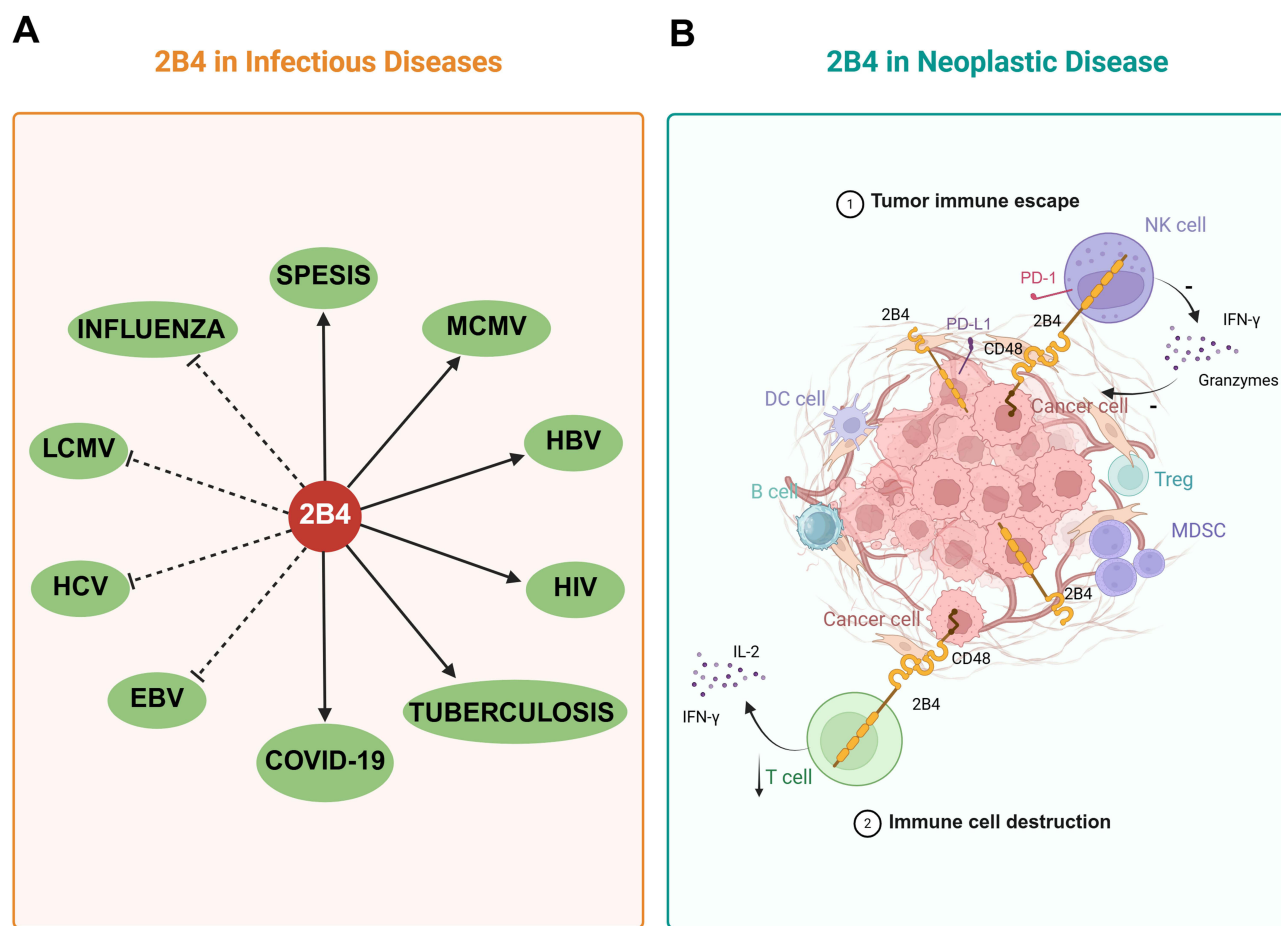 A
2B4 in Infectious Diseases
SPESIS
INFLUENZA
MCMV
LCMV
HBV
2B4
HCV
HIV
EBV
TUBERCULOSIS
COVID-19
B
2B4 in Neoplastic Disease
1 Tumor immune escape
NK cell
PD-1
-
2B4
PD-L1
2B4
IFN-γ
CD48
Granzymes
DC cell
Cancer cell
-
B cell
Treg
MDSC
2B4
Cancer cell
IL-2
CD48
IFN-γ
2B4
T cell
2 Immune cell destruction